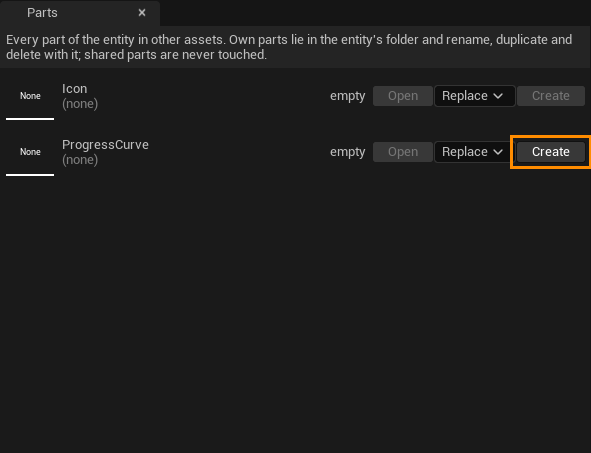 Parts ×
Every part of the entity in other assets. Own parts lie in the entity's folder and rename, duplicate and
delete with it; shared parts are never touched.
None Icon empty Open Replace Create
(none)
None ProgressCurve empty Open Replace Create
(none)